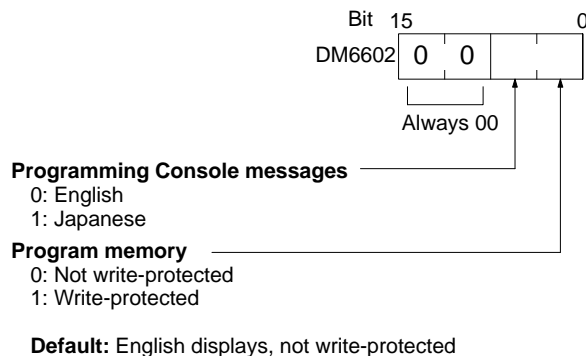 Bit 15 0
DM6602 0 0
Always 00
Programming Console messages
0: English
1: Japanese
Program memory
0: Not write-protected
1: Write-protected
Default: English displays, not write-protected